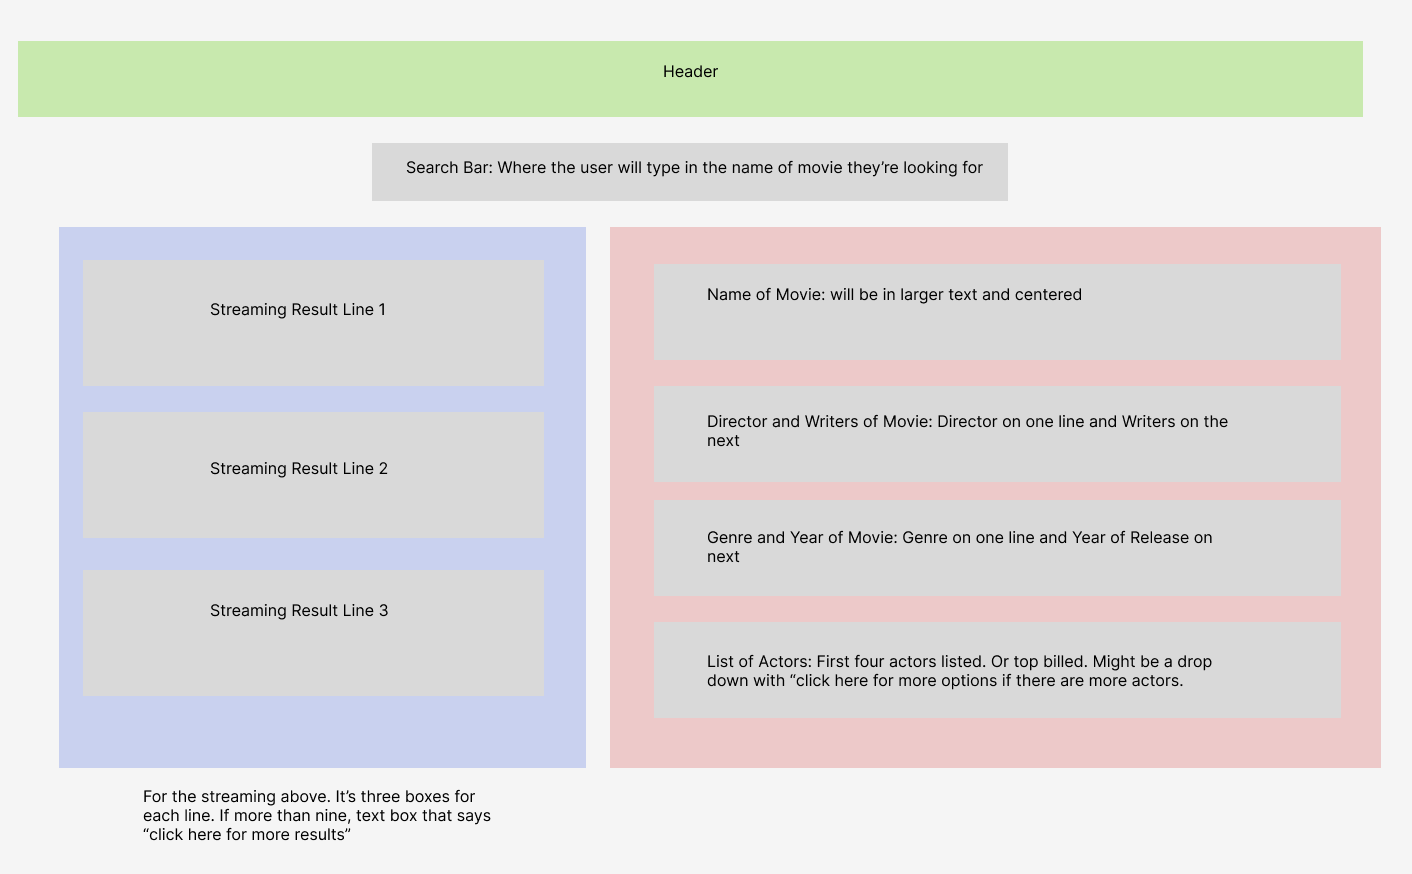 Header
Search Bar: Where the user will type in the name of movie they’re looking for
Streaming Result Line 1
Streaming Result Line 2
Streaming Result Line 3
For the streaming above. It’s three boxes for
each line. If more than nine, text box that says
“click here for more results”
Name of Movie: will be in larger text and centered
Director and Writers of Movie: Director on one line and Writers on the
next
Genre and Year of Movie: Genre on one line and Year of Release on
next
List of Actors: First four actors listed. Or top billed. Might be a drop
down with “click here for more options if there are more actors.